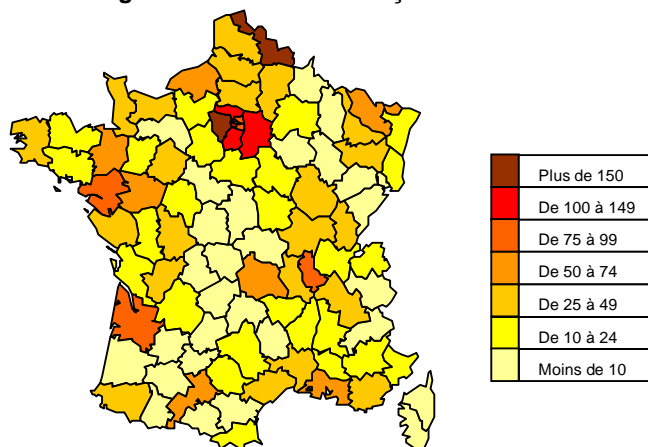 Plus de 150
De 100 à 149
De 75 à 99
De 50 à 74
De 25 à 49
De 10 à 24
Moins de 10